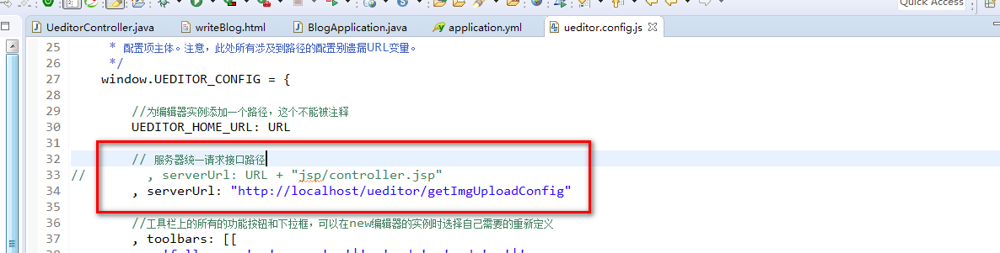 Quick Access
UeditorController.java writeBlog.html BlogApplication.java application.yml ueditor.config.js
25 * 配置项主体。注意，此处所有涉及到路径的配置别遗漏URL变量。
26 */
27 window.UEDITOR_CONFIG = {
28
29 //为编辑器实例添加一个路径，这个不能被注释
30 UEDITOR_HOME_URL: URL
31
32 // 服务器统一请求接口路径
33 // , serverUrl: URL + "jsp/controller.jsp"
34 , serverUrl: "http://localhost/ueditor/getImgUploadConfig"
35
36 //工具栏上的所有的功能按钮和下拉框，可以在new编辑器的实例时选择自己需要的重新定义
37 , toolbars: [[